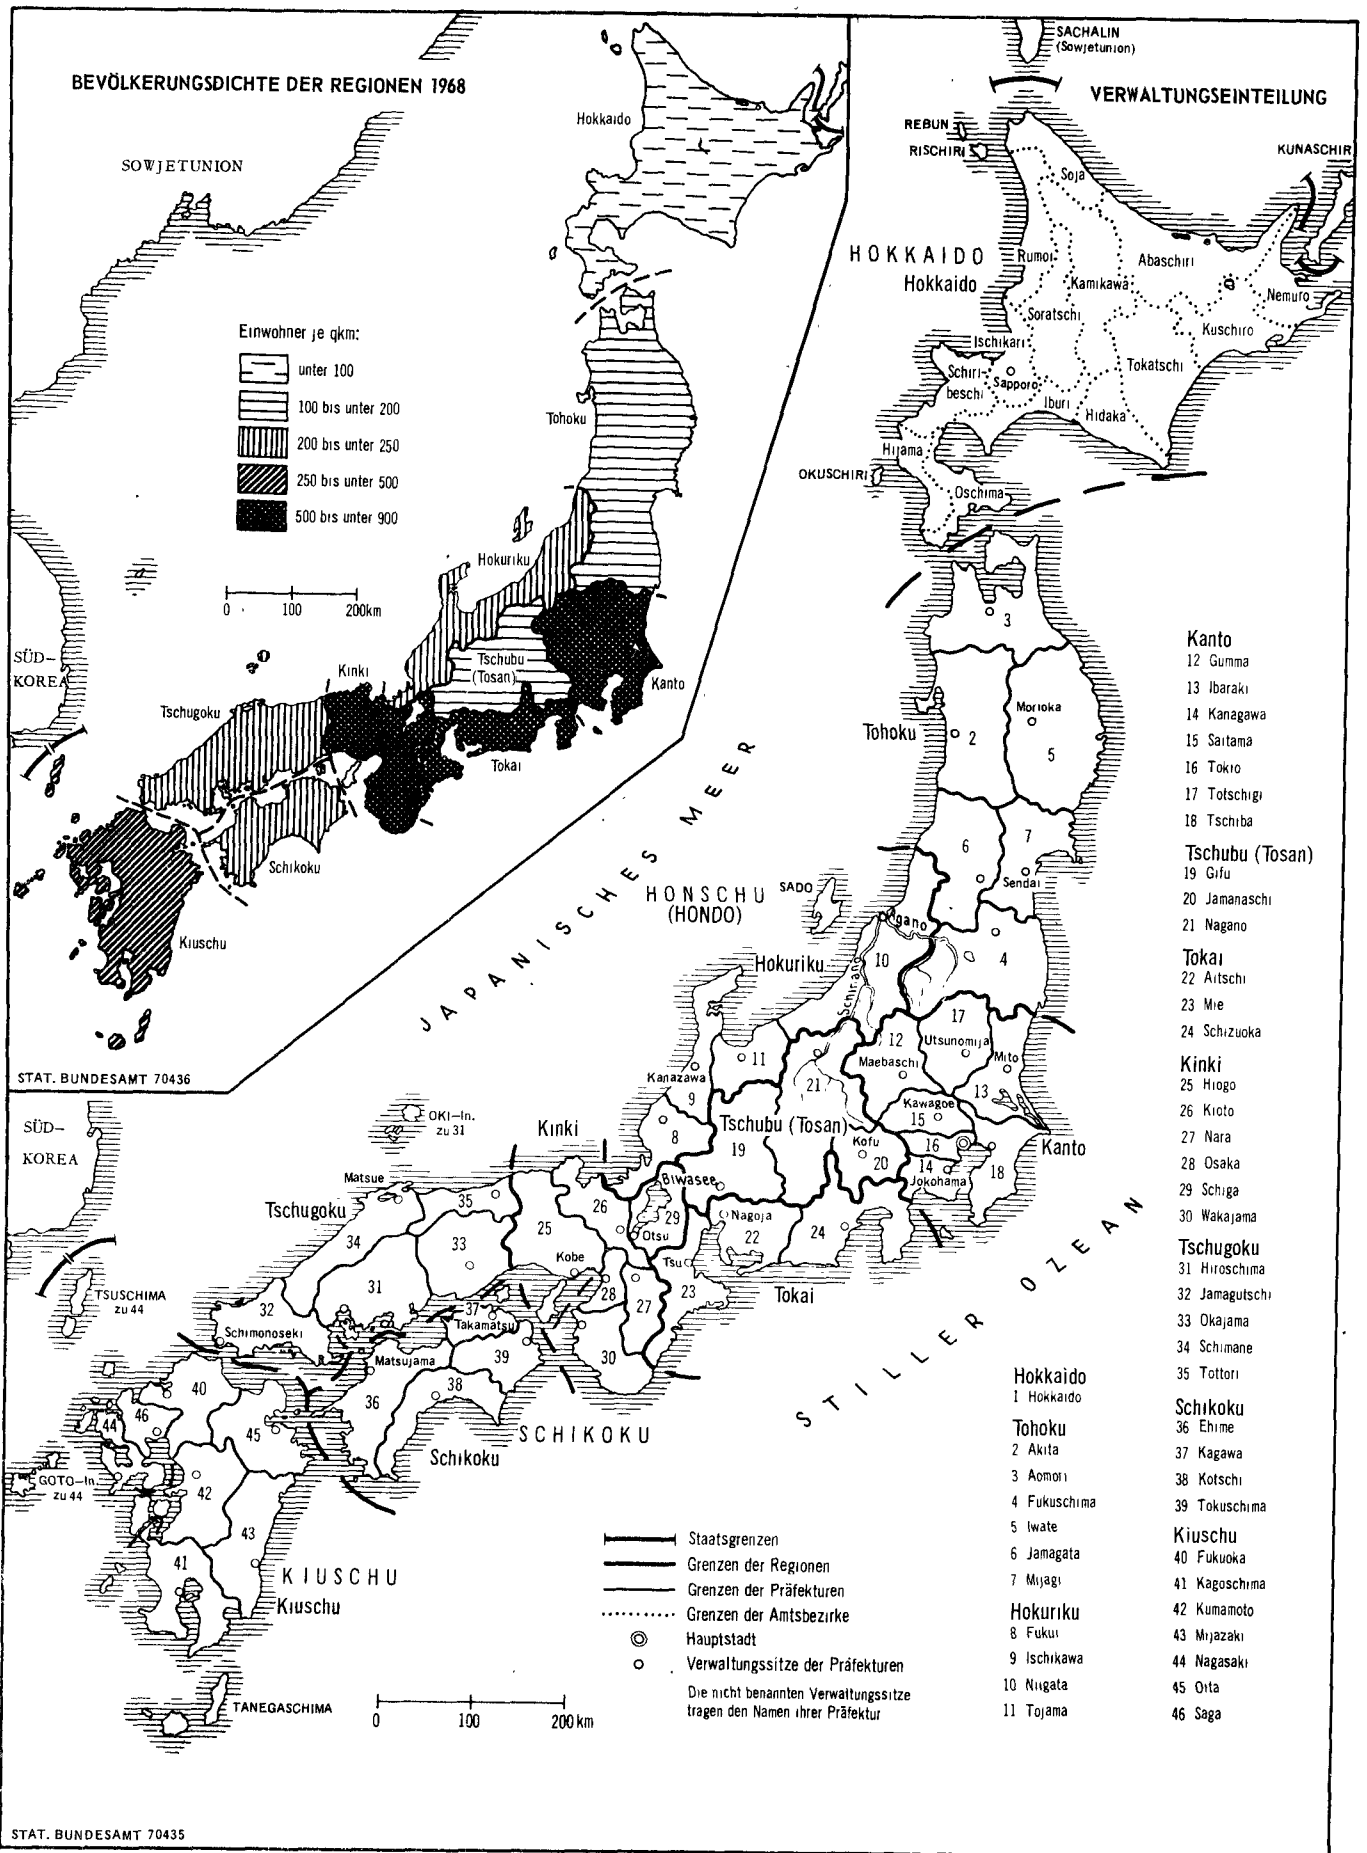 BEVÖLKERUNGSDICHTE DER REGIONEN 1968
SOWJETUNION
Hokkaido
Einwohner je qkm:
unter 100
100 bis unter 200
200 bis unter 250
250 bis unter 500
500 bis unter 900
0 100 200km
Tohoku
Hokuriku
SÜD-
KOREA
Kinki
Tschubu
(Tosan)
Kanto
Tschugoku
Tokai
Schikoku
Kiuschu
STAT. BUNDESAMT 70436
VERWALTUNGSEINTEILUNG
SACHALIN
(Sowjetunion)
REBUN
RISCHIRI
KUNASCHIR
Soja
HOKKAIDO
Hokkaido
Rumoi
Abaschiri
Kamikawa
Nemuro
Soratschi
Kuschiro
Ischikari
Tokatschi
Schiri-
beschi
Sapporo
Iburi
Hidaka
Hijama
OKUSCHIRI
Oschima
3
Tohoku
2
Morioka
5
6
7
Sendai
JAPANISCHES MEER
HONSCHU
(HONDO)
SADO
Agano
4
Hokuriku
10
Schinano
17
12
Utsunomija
Maebaschi
Mito
11
21
13
Kanazawa
9
Kawagoe
15
8
Tschubu (Tosan)
19
Kofu
20
16
14
Jokohama
18
Kanto
SÜD-
KOREA
OKI-In.
zu 31
Kinki
Matsue
Tschugoku
35
Biwasee
26
29
Otsu
Nagoja
22
24
34
33
25
Kobe
Tsu
23
Tokai
31
28
27
TSUSCHIMA
zu 44
32
Schimonoseki
37
Takamatsu
30
Matsujama
39
40
36
38
46
44
45
SCHIKOKU
Schikoku
GOTO-In.
zu 44
42
43
41
KIUSCHU
Kiuschu
TANEGASCHIMA
STILLER OZEAN
Kanto
12 Gumma
13 Ibaraki
14 Kanagawa
15 Saitama
16 Tokio
17 Totschigi
18 Tschiba
Tschubu (Tosan)
19 Gifu
20 Jamanaschi
21 Nagano
Tokai
22 Aitschi
23 Mie
24 Schizuoka
Kinki
25 Hiogo
26 Kioto
27 Nara
28 Osaka
29 Schiga
30 Wakajama
Tschugoku
31 Hiroschima
32 Jamagutschi
33 Okajama
34 Schimane
35 Tottori
Schikoku
36 Ehime
37 Kagawa
38 Kotschi
39 Tokuschima
Kiuschu
40 Fukuoka
41 Kagoschima
42 Kumamoto
43 Mijazaki
44 Nagasaki
45 Oita
46 Saga
Hokkaido
1 Hokkaido
Tohoku
2 Akita
3 Aomori
4 Fukuschima
5 Iwate
6 Jamagata
7 Mijagi
Hokuriku
8 Fukui
9 Ischikawa
10 Niigata
11 Tojama
Staatsgrenzen
Grenzen der Regionen
Grenzen der Präfekturen
Grenzen der Amtsbezirke
Hauptstadt
Verwaltungssitze der Präfekturen
Die nicht benannten Verwaltungssitze
tragen den Namen ihrer Präfektur
0 100 200 km
STAT. BUNDESAMT 70435